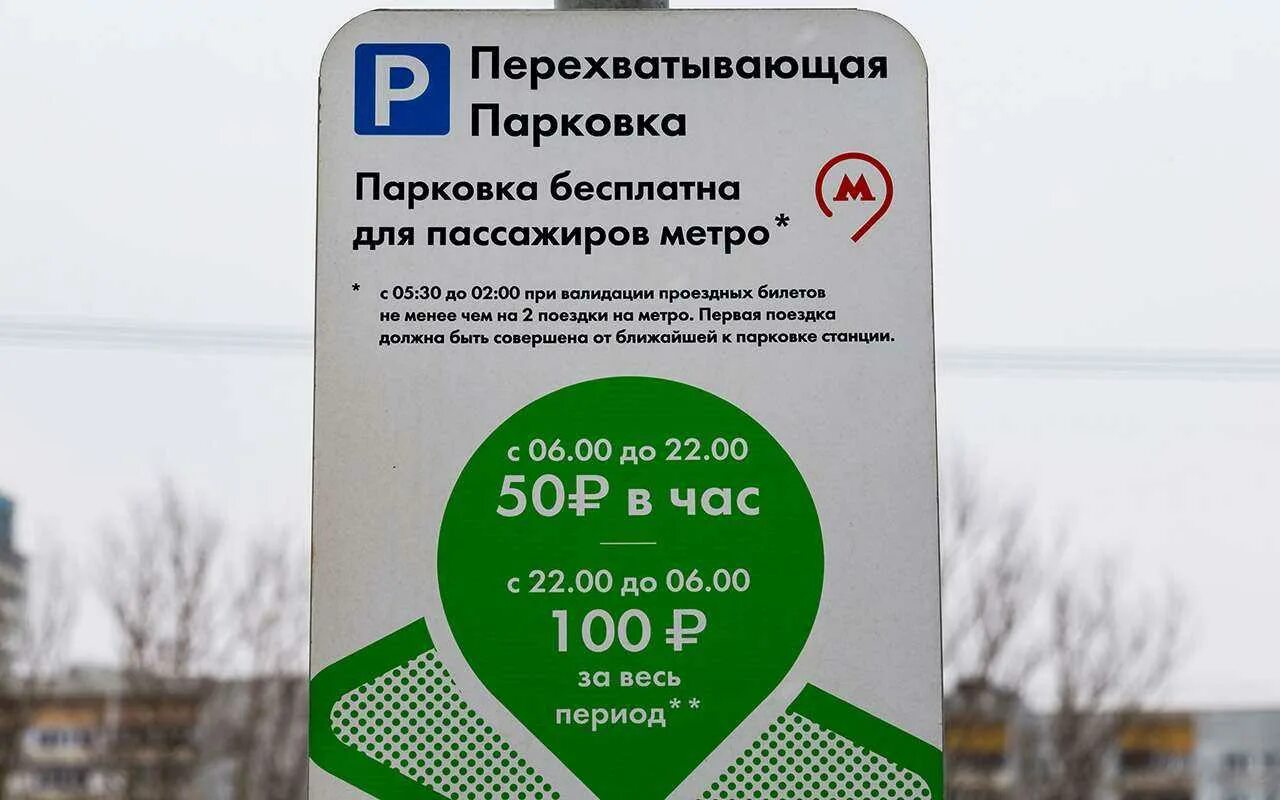 P
Перехватывающая
Парковка
Парковка бесплатна
для пассажиров метро*
М
* с 05:30 до 02:00 при валидации проездных билетов
не менее чем на 2 поездки на метро. Первая поездка
должна быть совершена от ближайшей к парковке станции.
с 06.00 до 22.00
50₽ в час
с 22.00 до 06.00
100 ₽
за весь
период**